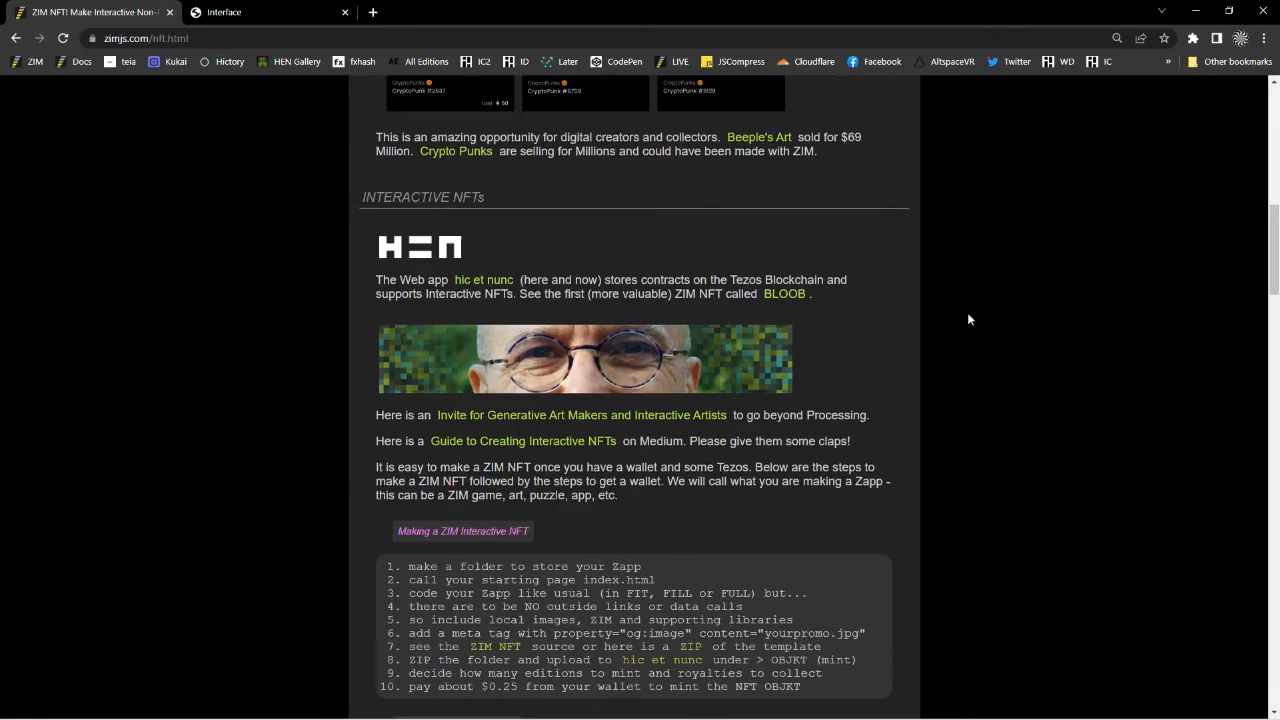 ZIM NFT! Make Interactive Non-F
Interface
zimjs.com/nft.html
ZIM Docs teia Kukai Hictory HEN Gallery fxhash All Editions IC2 ID Later CodePen LIVE JSCompress Cloudflare Facebook AltspaceVR Twitter WD IC » Other bookmarks
CryptoPunks CryptoPunks CryptoPunks
CryptoPunk #2637 CryptoPunk #8759 CryptoPunk #8128
Last 50
This is an amazing opportunity for digital creators and collectors. Beeple's Art sold for $69
Million. Crypto Punks are selling for Millions and could have been made with ZIM.
INTERACTIVE NFTs
HEN
The Web app hic et nunc (here and now) stores contracts on the Tezos Blockchain and
supports Interactive NFTs. See the first (more valuable) ZIM NFT called BLOOB .
Here is an Invite for Generative Art Makers and Interactive Artists to go beyond Processing.
Here is a Guide to Creating Interactive NFTs on Medium. Please give them some claps!
It is easy to make a ZIM NFT once you have a wallet and some Tezos. Below are the steps to
make a ZIM NFT followed by the steps to get a wallet. We will call what you are making a Zapp -
this can be a ZIM game, art, puzzle, app, etc.
Making a ZIM Interactive NFT
1. make a folder to store your Zapp
2. call your starting page index.html
3. code your Zapp like usual (in FIT, FILL or FULL) but...
4. there are to be NO outside links or data calls
5. so include local images, ZIM and supporting libraries
6. add a meta tag with property="og:image" content="yourpromo.jpg"
7. see the ZIM NFT source or here is a ZIP of the template
8. ZIP the folder and upload to hic et nunc under > OBJKT (mint)
9. decide how many editions to mint and royalties to collect
10. pay about $0.25 from your wallet to mint the NFT OBJKT